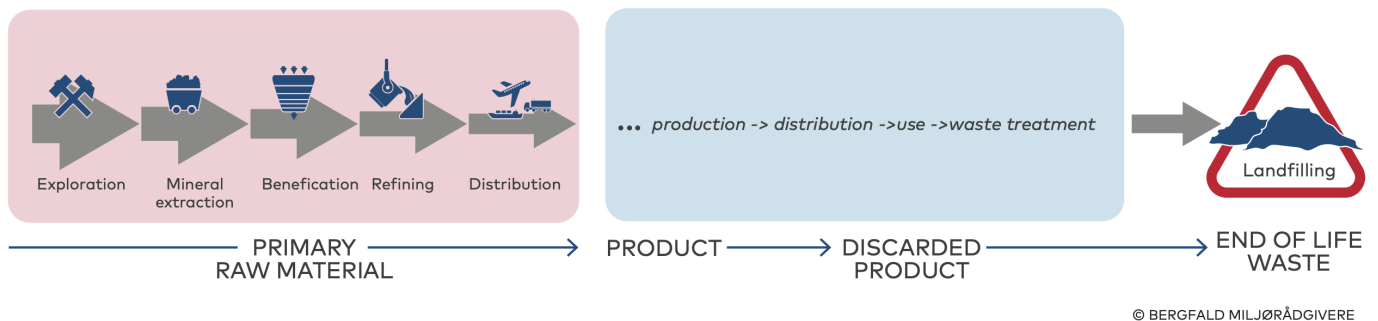 Exploration
Mineral
extraction
Benefication
Refining
Distribution
... production -> distribution ->use ->waste treatment
Landfilling
PRIMARY
RAW MATERIAL
PRODUCT
DISCARDED
PRODUCT
END OF LIFE
WASTE
© BERGFALD MILJØRÅDGIVERE